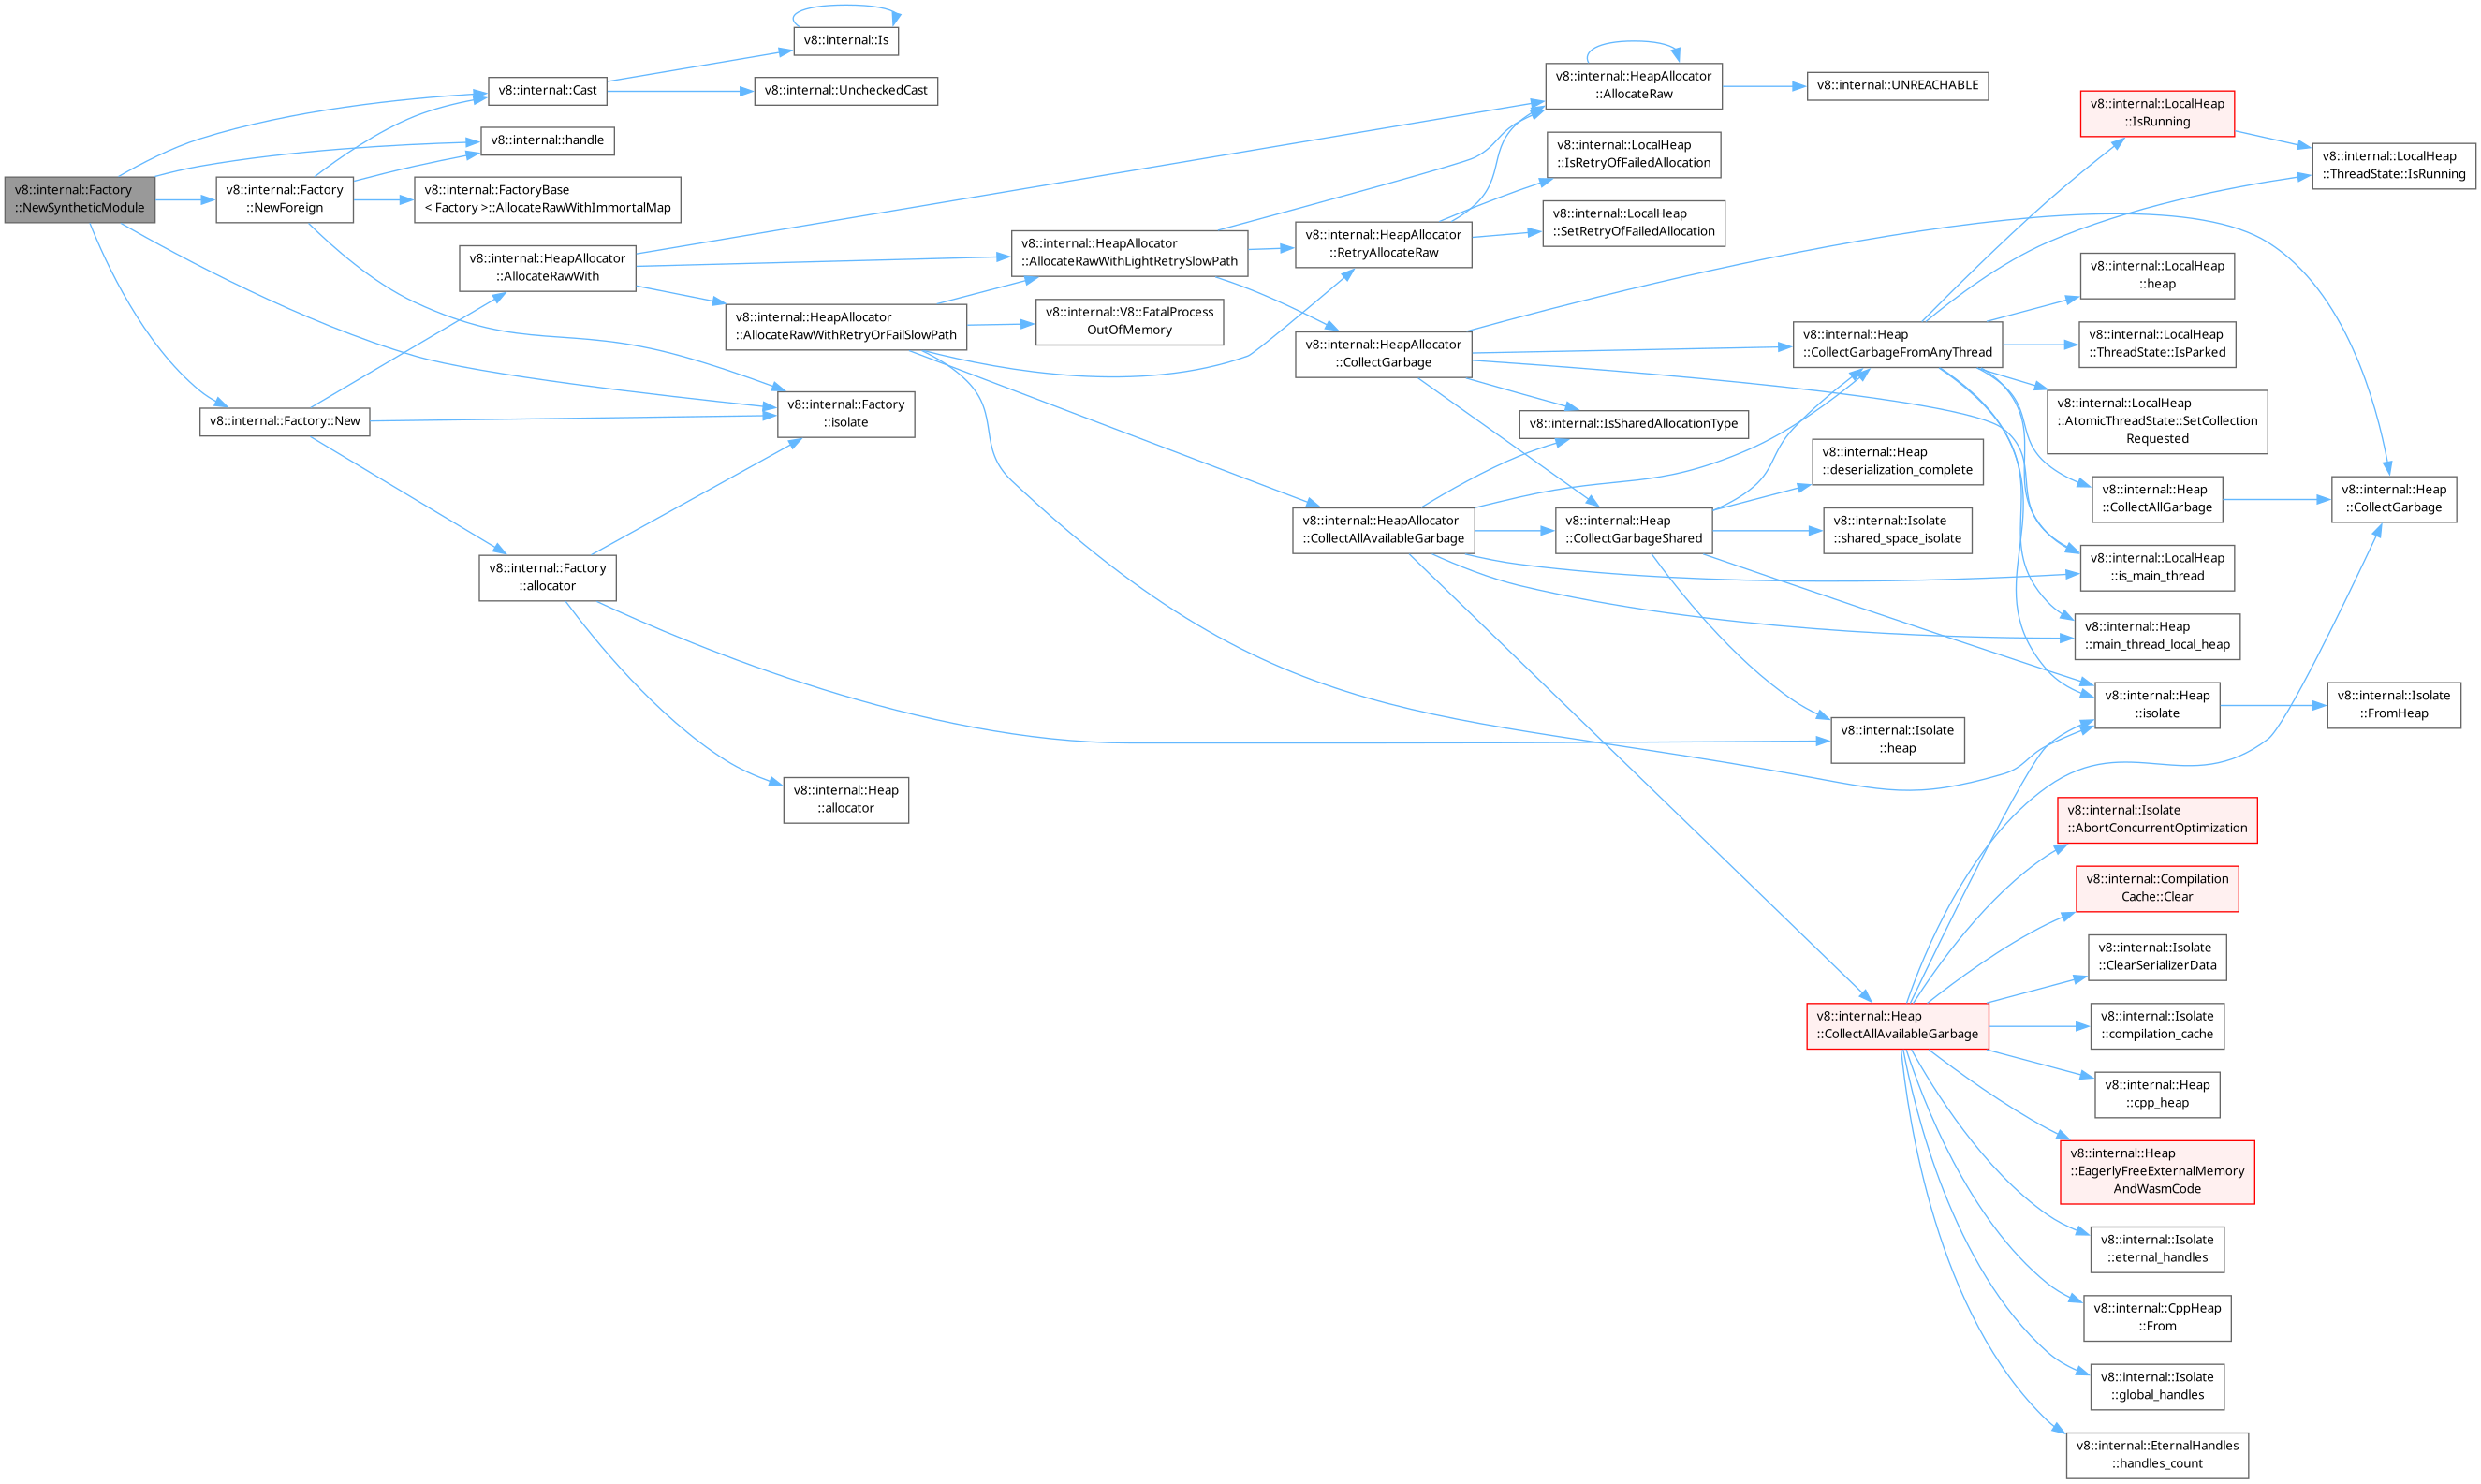 v8::internal::Factory
::NewSyntheticModule
v8::internal::Cast
v8::internal::Is
v8::internal::UncheckedCast
v8::internal::handle
v8::internal::Factory
::NewForeign
v8::internal::FactoryBase
< Factory >::AllocateRawWithImmortalMap
v8::internal::HeapAllocator
::AllocateRawWith
v8::internal::Factory::New
v8::internal::Factory
::isolate
v8::internal::Factory
::allocator
v8::internal::Heap
::allocator
v8::internal::HeapAllocator
::AllocateRawWithRetryOrFailSlowPath
v8::internal::HeapAllocator
::AllocateRawWithLightRetrySlowPath
v8::internal::V8::FatalProcess
OutOfMemory
v8::internal::HeapAllocator
::AllocateRaw
v8::internal::UNREACHABLE
v8::internal::LocalHeap
::IsRetryOfFailedAllocation
v8::internal::LocalHeap
::SetRetryOfFailedAllocation
v8::internal::HeapAllocator
::RetryAllocateRaw
v8::internal::HeapAllocator
::CollectGarbage
v8::internal::IsSharedAllocationType
v8::internal::HeapAllocator
::CollectAllAvailableGarbage
v8::internal::Heap
::CollectGarbageShared
v8::internal::Heap
::CollectGarbageFromAnyThread
v8::internal::Heap
::deserialization_complete
v8::internal::Isolate
::shared_space_isolate
v8::internal::Isolate
::heap
v8::internal::LocalHeap
::IsRunning
v8::internal::LocalHeap
::ThreadState::IsRunning
v8::internal::LocalHeap
::heap
v8::internal::LocalHeap
::ThreadState::IsParked
v8::internal::LocalHeap
::AtomicThreadState::SetCollection
Requested
v8::internal::Heap
::CollectAllGarbage
v8::internal::Heap
::CollectGarbage
v8::internal::LocalHeap
::is_main_thread
v8::internal::Heap
::main_thread_local_heap
v8::internal::Heap
::isolate
v8::internal::Isolate
::FromHeap
v8::internal::Heap
::CollectAllAvailableGarbage
v8::internal::Isolate
::AbortConcurrentOptimization
v8::internal::Compilation
Cache::Clear
v8::internal::Isolate
::ClearSerializerData
v8::internal::Isolate
::compilation_cache
v8::internal::Heap
::cpp_heap
v8::internal::Heap
::EagerlyFreeExternalMemory
AndWasmCode
v8::internal::Isolate
::eternal_handles
v8::internal::CppHeap
::From
v8::internal::Isolate
::global_handles
v8::internal::EternalHandles
::handles_count